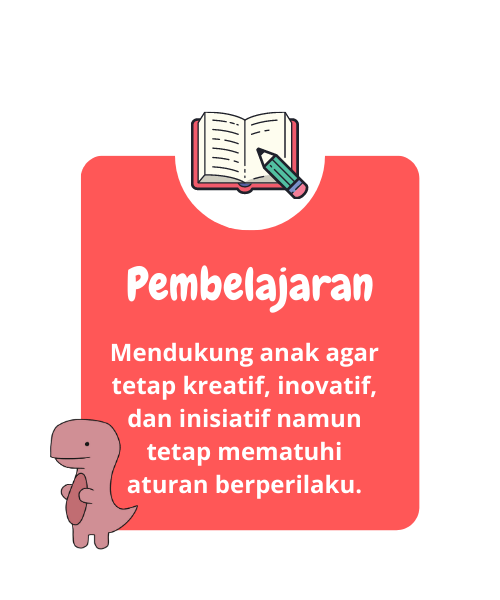 Pembelajaran
Mendukung anak agar
tetap kreatif, inovatif,
dan inisiatif namun
tetap mematuhi
aturan berperilaku.